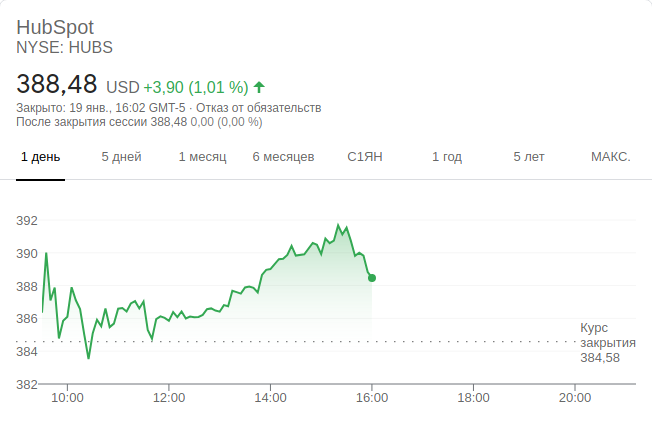 HubSpot
NYSE: HUBS
388,48 USD +3,90 (1,01 %)
Закрыто: 19 янв., 16:02 GMT-5 · Отказ от обязательств
После закрытия сессии 388,48 0,00 (0,00 %)
1 день 5 дней 1 месяц 6 месяцев С1ЯН 1 год 5 лет МАКС.
392
390
388
386
384
382
Курс
закрытия
384,58
10:00 12:00 14:00 16:00 18:00 20:00